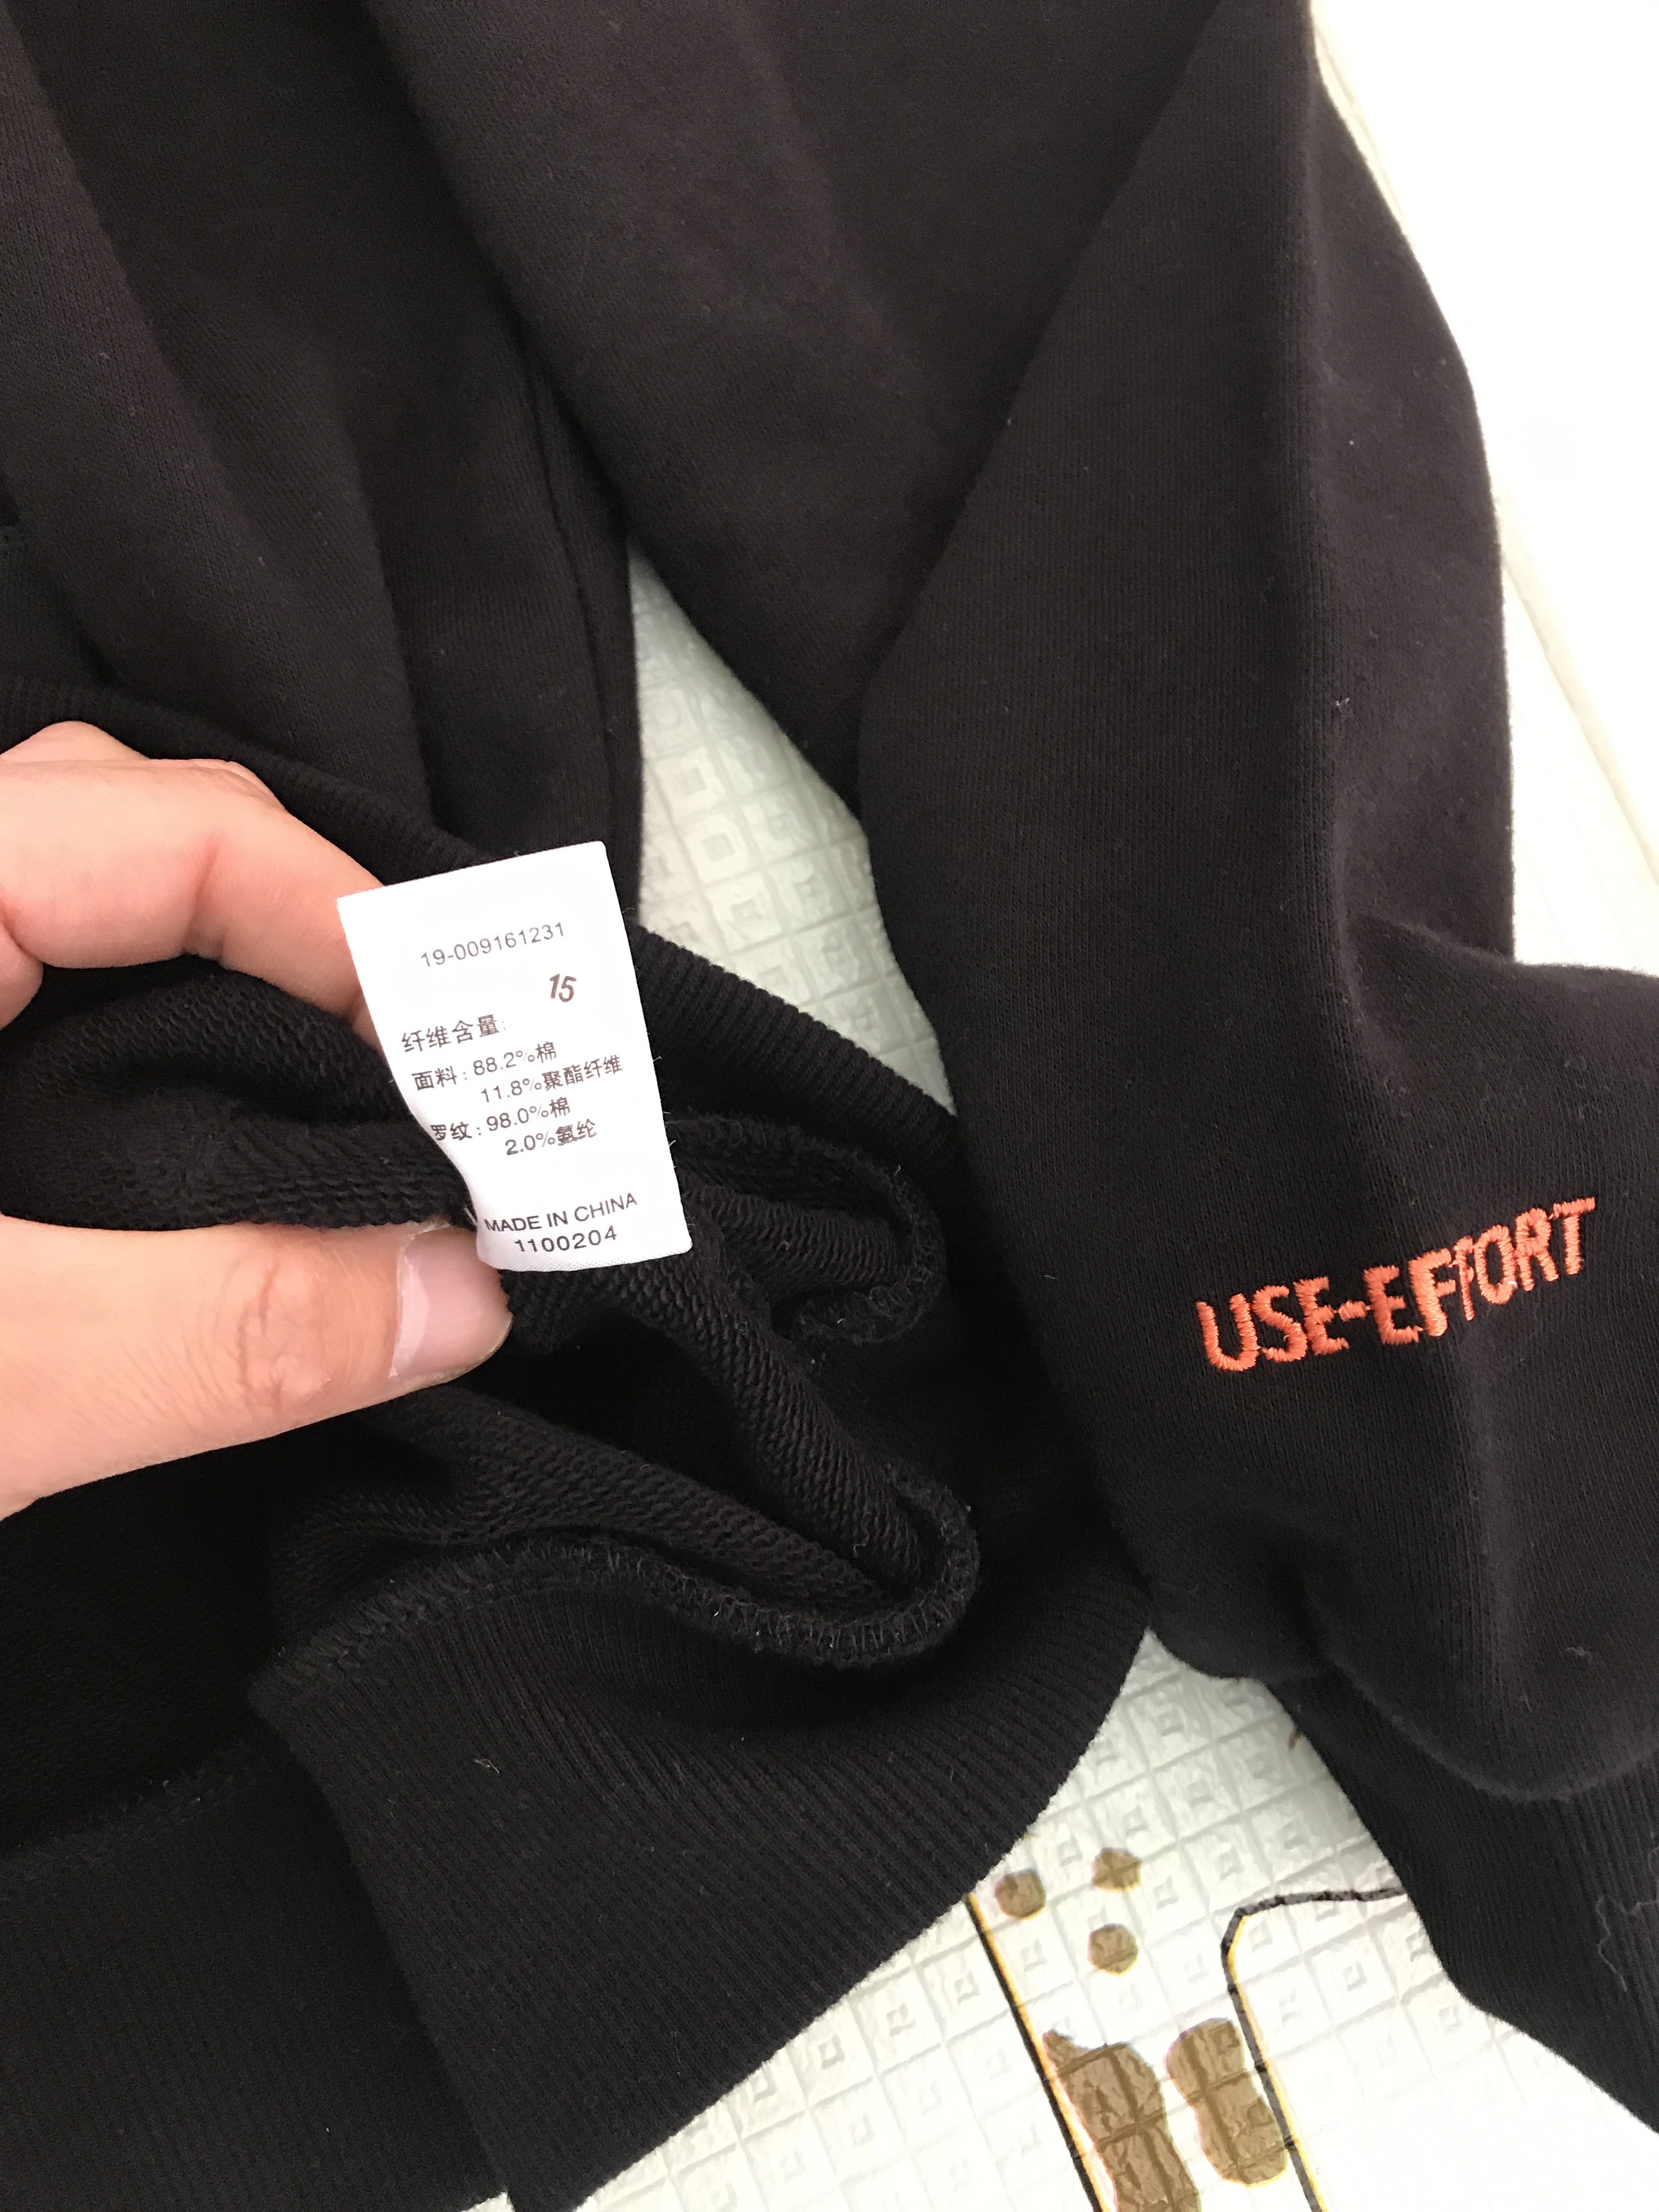 19-009161231
15
纤维含量:
面料: 88.2%棉
11.8%聚酯纤维
罗纹: 98.0%棉
2.0%氨纶
MADE IN CHINA
1100204
USE-EFFORT